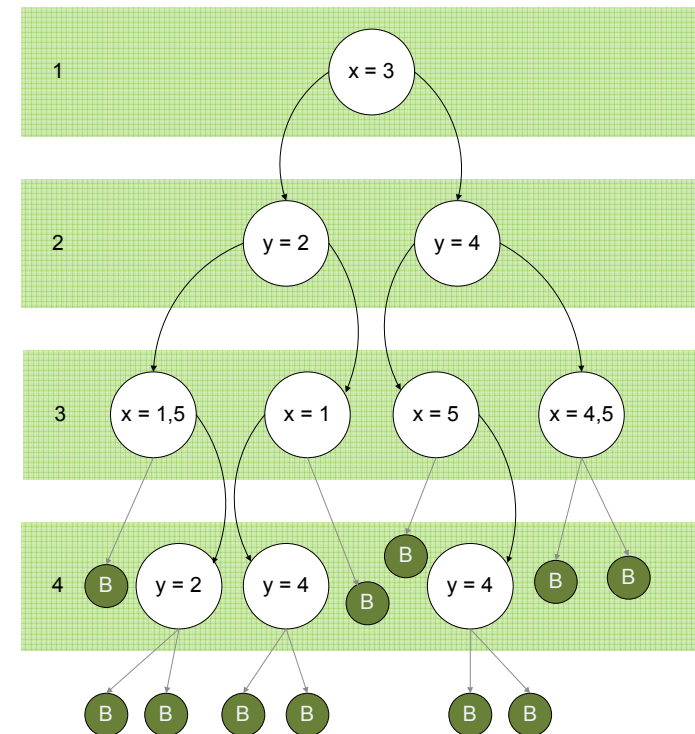 1
x = 3
2
y = 2
y = 4
3
x = 1,5
x = 1
x = 5
x = 4,5
4
B
y = 2
y = 4
B
B
y = 4
B
B
B
B
B
B
B
B